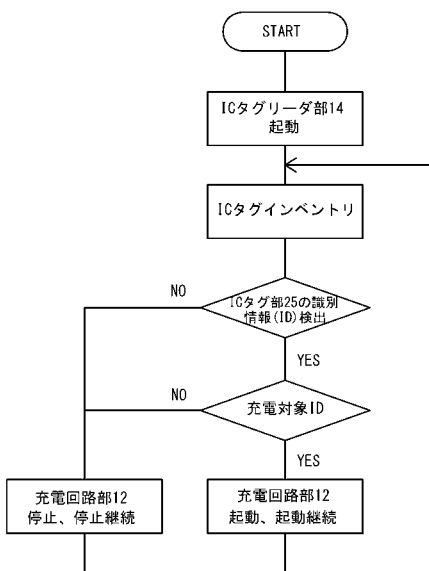 START
ICタグリーダ部14
起動
ICタグインベントリ
NO
ICタグ部25の識別
情報(ID)検出
YES
NO
充電対象ID
YES
充電回路部12
停止、停止継続
充電回路部12
起動、起動継続